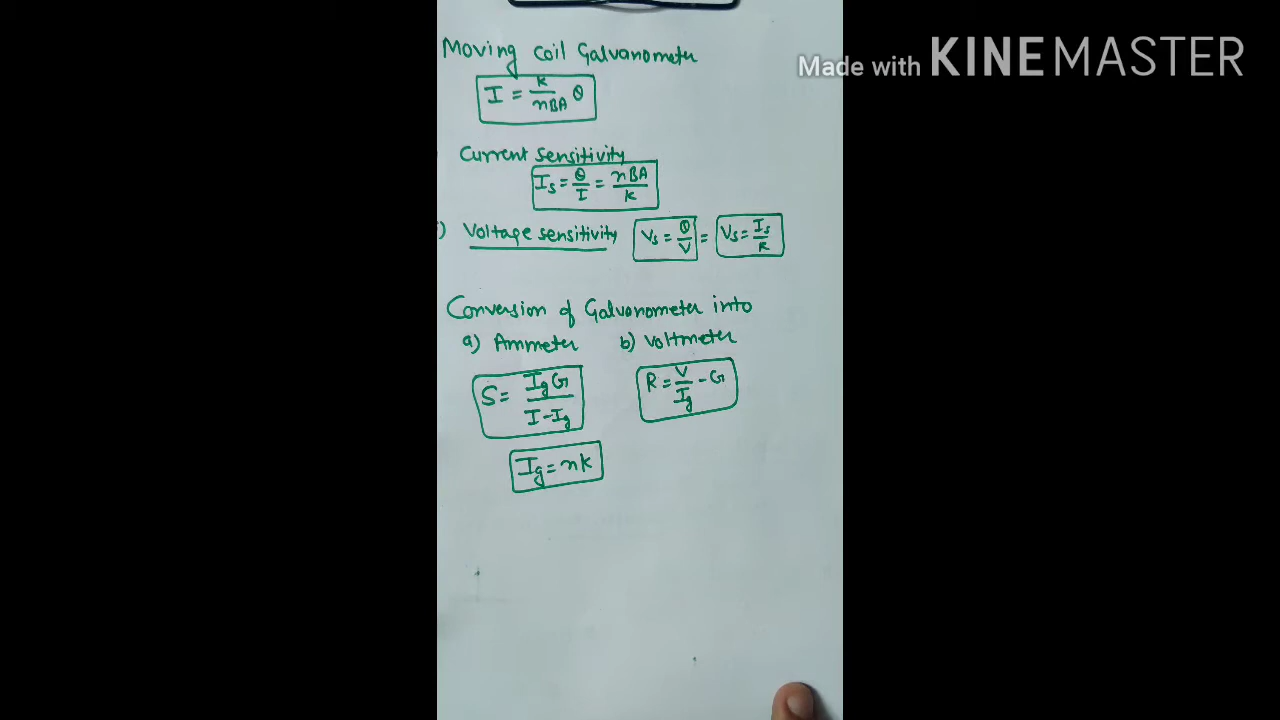 Made with KINEMASTER
Moving coil Galvanometer
I = k/nBA θ
Current sensitivity
Is = θ/I = nBA/k
) Voltage sensitivity Vs = θ/V = Vs = Is/R
Conversion of Galvanometer into
a) Ammeter b) Voltmeter
S = IgG/I-Ig R = V/Ig - G
Ig = nk